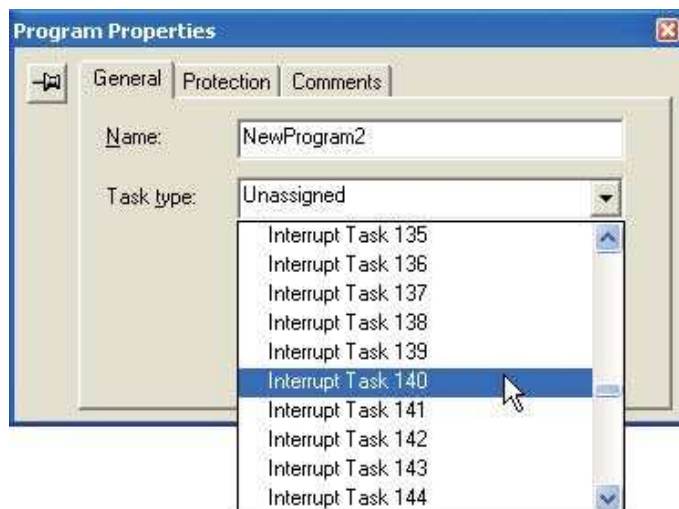 Program Properties
General Protection Comments
Name: NewProgram2
Task type: Unassigned
Interrupt Task 135
Interrupt Task 136
Interrupt Task 137
Interrupt Task 138
Interrupt Task 139
Interrupt Task 140
Interrupt Task 141
Interrupt Task 142
Interrupt Task 143
Interrupt Task 144